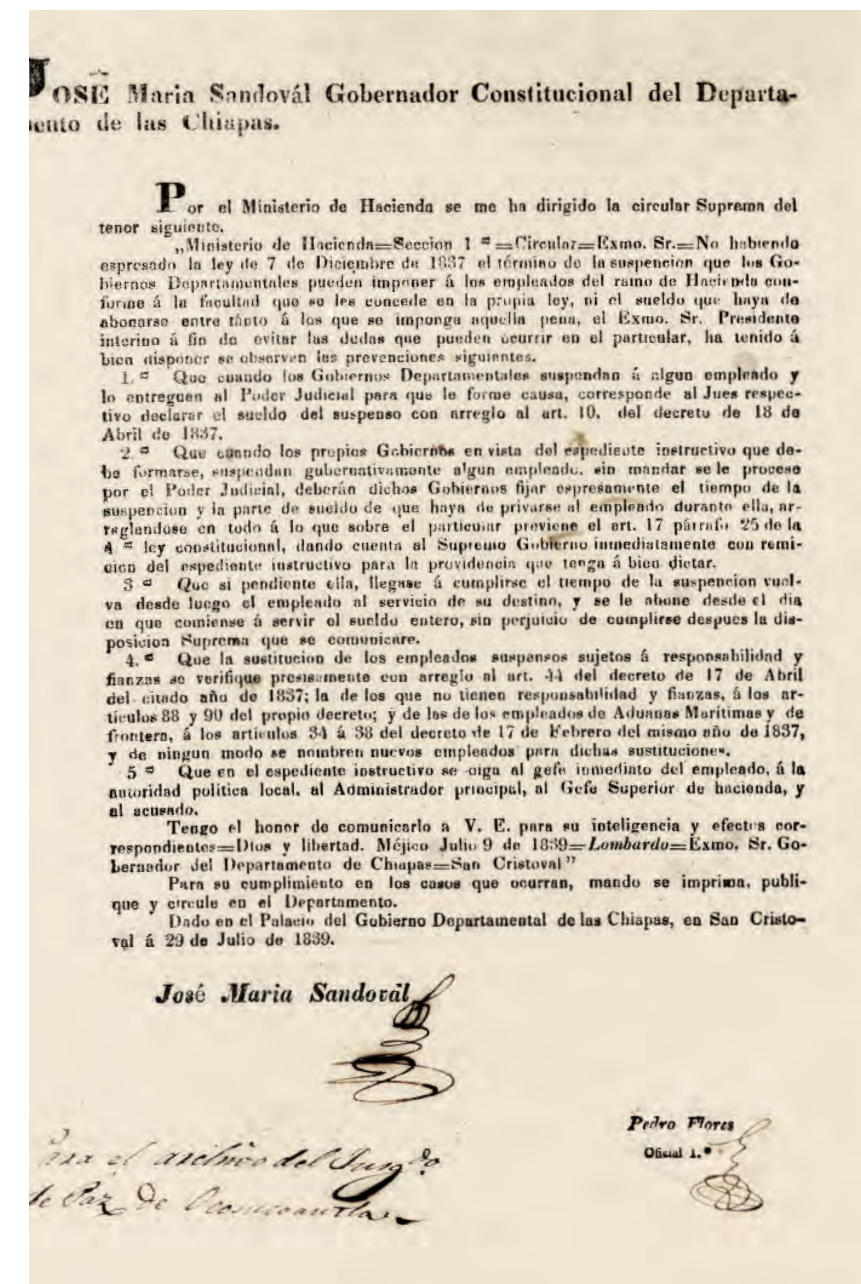 JOSÉ Maria Sandovál Gobernador Constitucional del Departa-
mento de las Chiapas.
Por el Ministerio de Hacienda se me ha dirigido la circular Suprema del
tenor siguiente.
„Ministerio de Hacienda=Seccion 1 ª=Circular=Exmo. Sr.=No habiendo
espresado la ley de 7 de Diciembre de 1837 el término de la suspencion que los Go-
biernos Departamentales pueden imponer á los empleados del ramo de Hacienda con-
forme á la facultad que se les concede en la propia ley, ni el sueldo que haya de
abonarse entre tánto á los que se imponga aquella pena, el Exmo. Sr. Presidente
interino á fin de evitar las dudas que pueden ocurrir en el particular, ha tenido á
bien disponer se observen las prevenciones siguientes.
1. ª Que cuando los Gobiernos Departamentales suspendan á algun empleado y
lo entreguen al Poder Judicial para que le forme causa, corresponde al Jues respec-
tivo declarar el sueldo del suspenso con arreglo al art. 10. del decreto de 18 de
Abril de 1837.
2. ª Que cuando los propios Gobiernos en vista del espediente instructivo que de-
be formarse, suspendan gubernativamente algun empleado, sin mandar se le procese
por el Poder Judicial, deberán dichos Gobiernos fijar espresamente el tiempo de la
suspencion y la parte de sueldo de que haya de privarse al empleado durante ella, ar-
reglandose en todo á lo que sobre el particular previene el art. 17 párrafo 25 de la
4 ª ley constitucional, dando cuenta al Supremo Gobierno inmediatamente con remi-
cion del espediente instructivo para la providencia que tenga á bien dictar.
3 ª Que si pendiente ella, llegase á cumplirse el tiempo de la suspencion vuel-
va desde luego el empleado al servicio de su destino, y se le abone desde el dia
en que comiense á servir el sueldo entero, sin perjuicio de cumplirse despues la dis-
posicion Suprema que se comunicare.
4. ª Que la sustitucion de los empleados suspensos sujetos á responsabilidad y
fianzas se verifique presisamente con arreglo al art. 44 del decreto de 17 de Abril
del citado año de 1837; la de los que no tienen responsabilidad y fianzas, á los ar-
ticulos 88 y 90 del propio decreto; y de las de los empleados de Aduanas Marítimas y de
frontera, á los articulos 34 á 38 del decreto de 17 de Febrero del mismo año de 1837,
y de ningun modo se nombren nuevos empleados para dichas sustituciones.
5 ª Que en el espediente instructivo se oiga al gefe inmediato del empleado, á la
autoridad politica local, al Administrador principal, al Gefe Superior de hacienda, y
al acusado.
Tengo el honor de comunicarlo a V. E. para su inteligencia y efectos cor-
respondientes=Dios y libertad. Méjico Julio 9 de 1839=Lombardo=Exmo. Sr. Go-
bernador del Departamento de Chiapas=San Cristoval”
Para su cumplimiento en los casos que ocurran, mando se imprima, publi-
que y circule en el Departamento.
Dado en el Palacio del Gobierno Departamental de las Chiapas, en San Cristo-
val á 29 de Julio de 1839.
José Maria Sandovál
Pedro Flores
Oficial 1.º
Para el archivo del Juzgdo
de Paz de Ocosucoautla